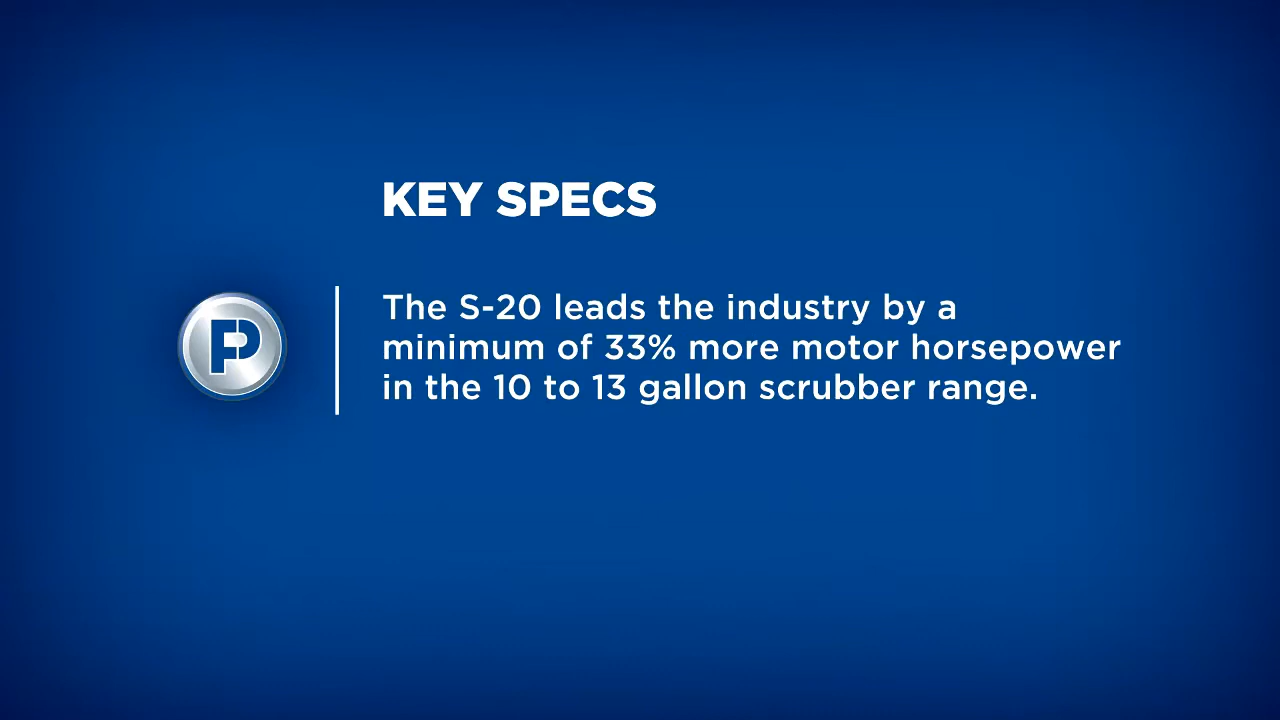 KEY SPECS
P
The S-20 leads the industry by a
minimum of 33% more motor horsepower
in the 10 to 13 gallon scrubber range.